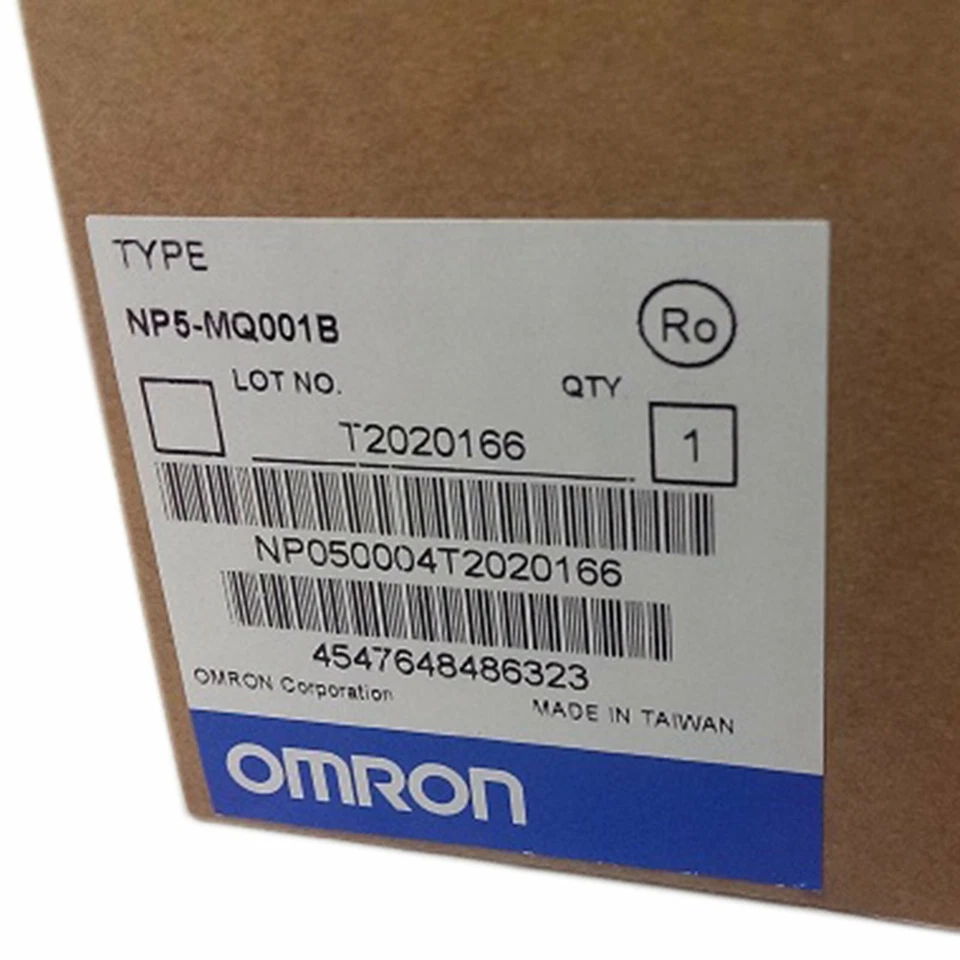 TYPE
NP5-MQ001B
Ro
LOT NO.
QTY
T2020166
1
NP050004T2020166
4547648486323
OMRON Corporation
MADE IN TAIWAN
OMRON